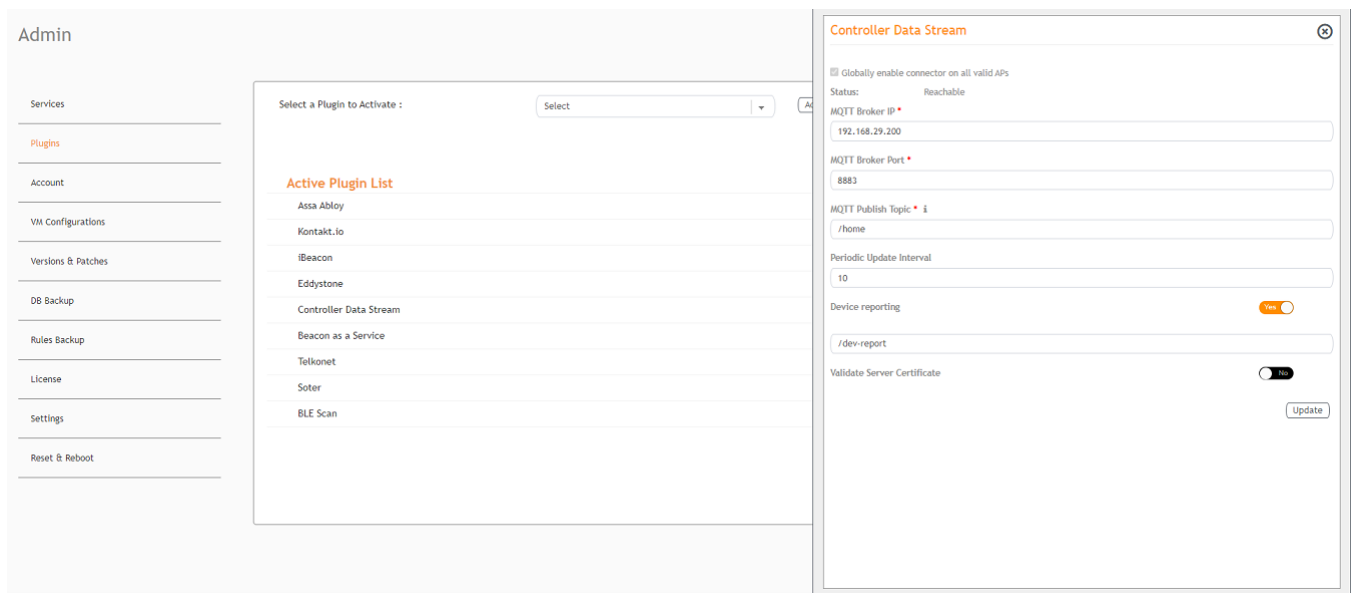 Admin
Services
Plugins
Account
VM Configurations
Versions & Patches
DB Backup
Rules Backup
License
Settings
Reset & Reboot
Select a Plugin to Activate :
Select
Active Plugin List
Assa Abloy
Kontakt.io
iBeacon
Eddystone
Controller Data Stream
Beacon as a Service
Telkonet
Soter
BLE Scan
Controller Data Stream
Globally enable connector on all valid APs
Status: Reachable
MQTT Broker IP *
192.168.29.200
MQTT Broker Port *
8883
MQTT Publish Topic * i
/home
Periodic Update Interval
10
Device reporting Yes
/dev-report
Validate Server Certificate No
Update